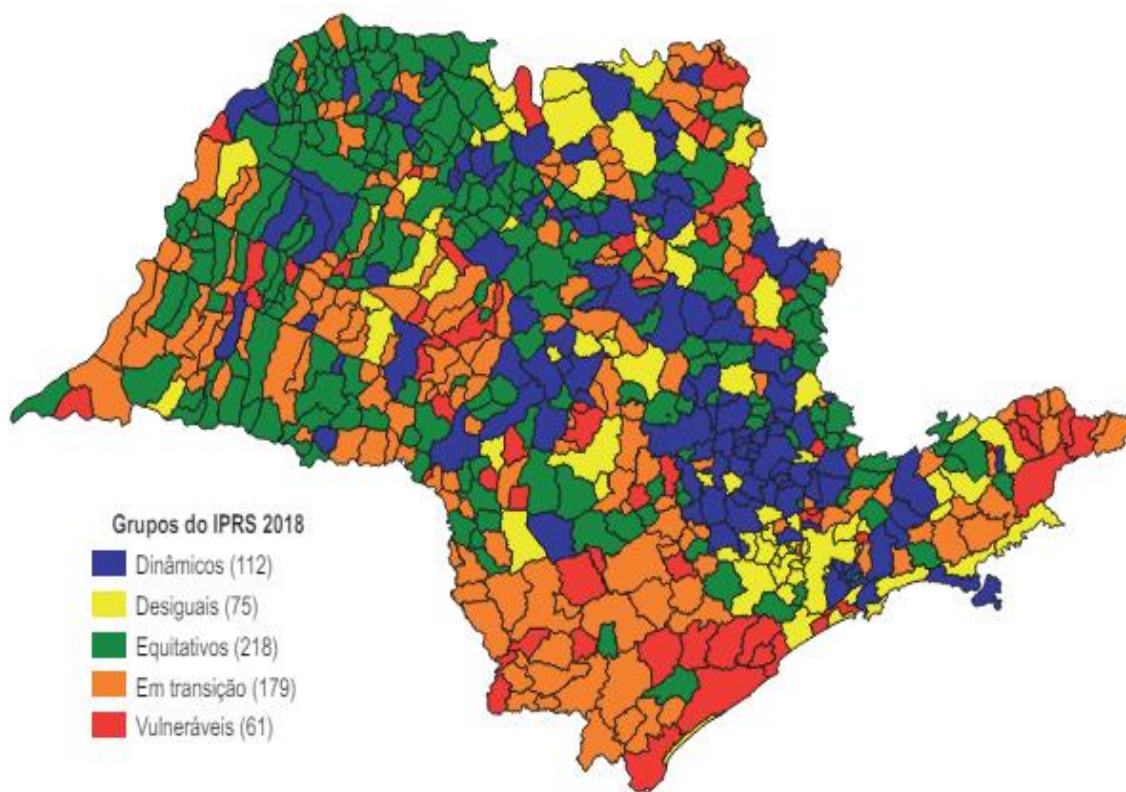 Grupos do IPRS 2018
Dinâmicos (112)
Desiguais (75)
Equitativos (218)
Em transição (179)
Vulneráveis (61)